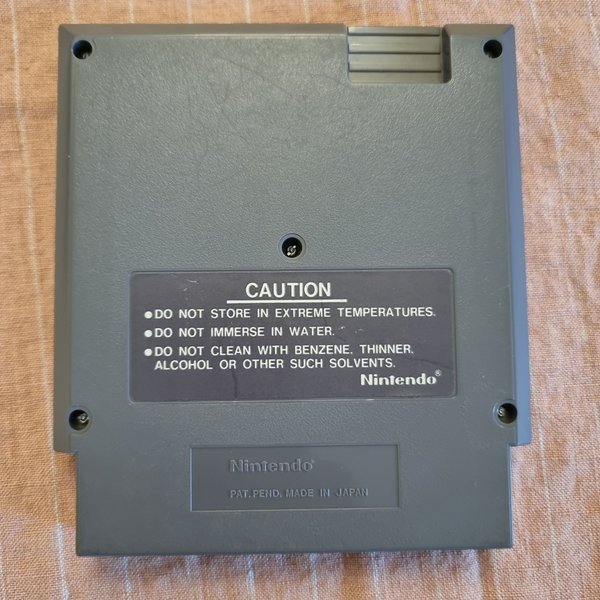 CAUTION
●DO NOT STORE IN EXTREME TEMPERATURES.
●DO NOT IMMERSE IN WATER.
●DO NOT CLEAN WITH BENZENE, THINNER,
ALCOHOL OR OTHER SUCH SOLVENTS.
Nintendo®
Nintendo®
PAT. PEND. MADE IN JAPAN